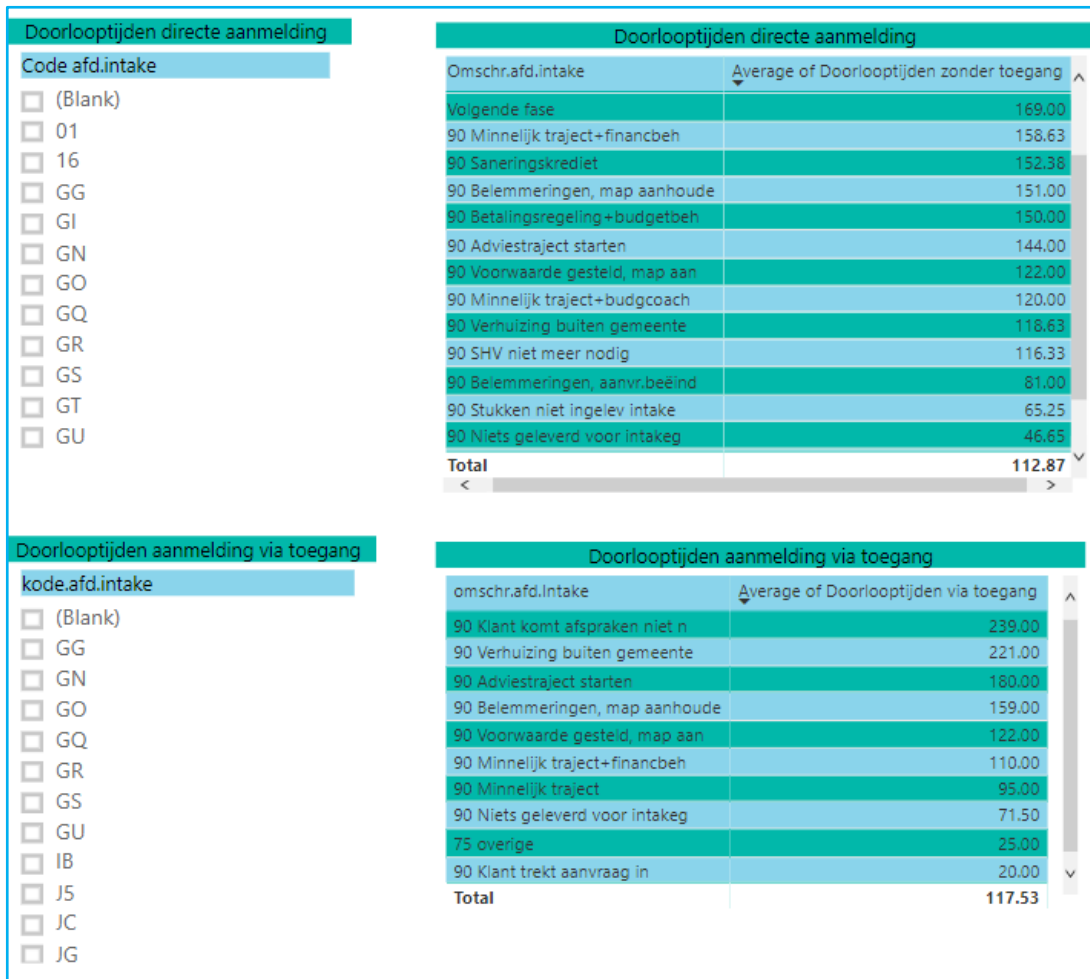 Doorlooptijden directe aanmelding
Code afd.intake
(Blank)
01
16
GG
GI
GN
GO
GQ
GR
GS
GT
GU
Doorlooptijden directe aanmelding
Omschr.afd.intake Average of Doorlooptijden zonder toegang
Volgende fase 169.00
90 Minnelijk traject+financbeh 158.63
90 Saneringskrediet 152.38
90 Belemmeringen, map aanhoude 151.00
90 Betalingsregeling+budgetbeh 150.00
90 Adviestraject starten 144.00
90 Voorwaarde gesteld, map aan 122.00
90 Minnelijk traject+budgcoach 120.00
90 Verhuizing buiten gemeente 118.63
90 SHV niet meer nodig 116.33
90 Belemmeringen, aanvr.beëind 81.00
90 Stukken niet ingelev intake 65.25
90 Niets geleverd voor intakeg 46.65
Total 112.87
Doorlooptijden aanmelding via toegang
kode.afd.intake
(Blank)
GG
GN
GO
GQ
GR
GS
GU
IB
J5
JC
JG
Doorlooptijden aanmelding via toegang
omschr.afd.Intake Average of Doorlooptijden via toegang
90 Klant komt afspraken niet n 239.00
90 Verhuizing buiten gemeente 221.00
90 Adviestraject starten 180.00
90 Belemmeringen, map aanhoude 159.00
90 Voorwaarde gesteld, map aan 122.00
90 Minnelijk traject+financbeh 110.00
90 Minnelijk traject 95.00
90 Niets geleverd voor intakeg 71.50
75 overige 25.00
90 Klant trekt aanvraag in 20.00
Total 117.53